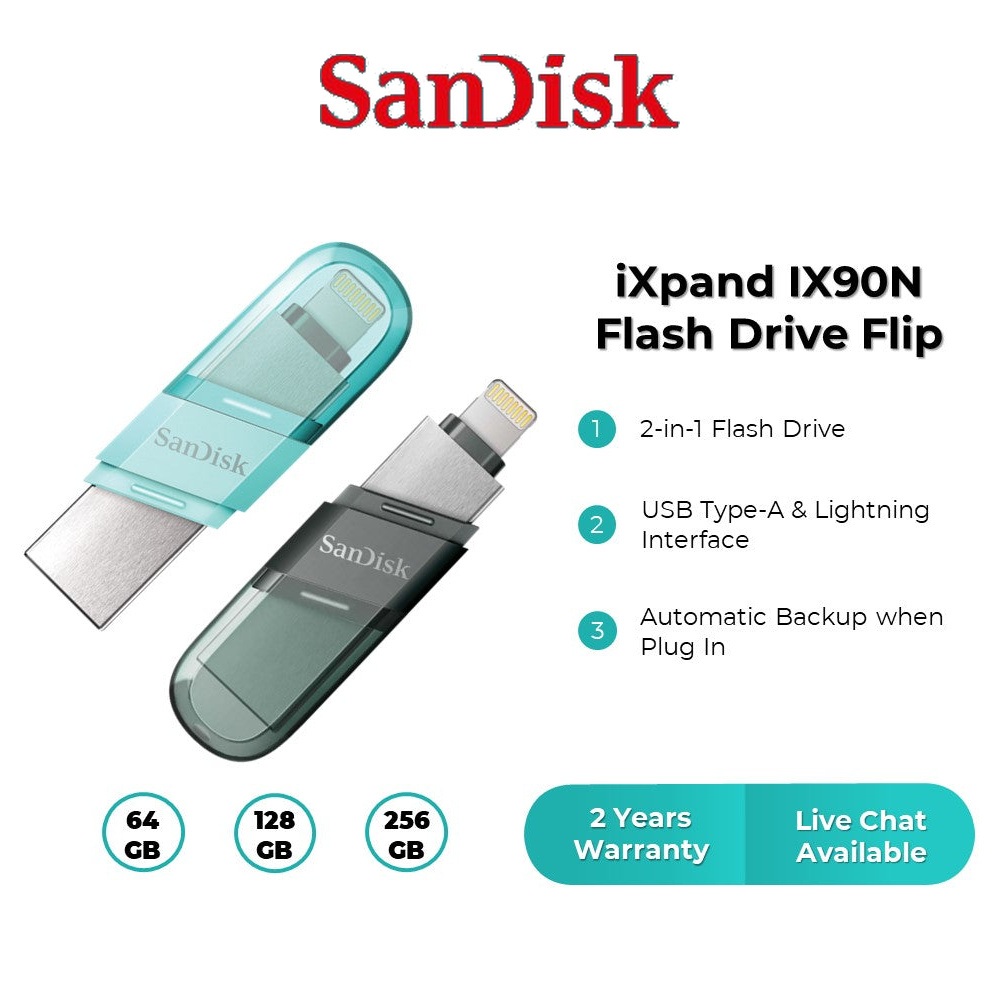 SanDisk
iXpand IX90N
Flash Drive Flip
SanDisk
SanDisk
1 2-in-1 Flash Drive
2 USB Type-A & Lightning
Interface
3 Automatic Backup when
Plug In
64
GB
128
GB
256
GB
2 Years
Warranty
Live Chat
Available